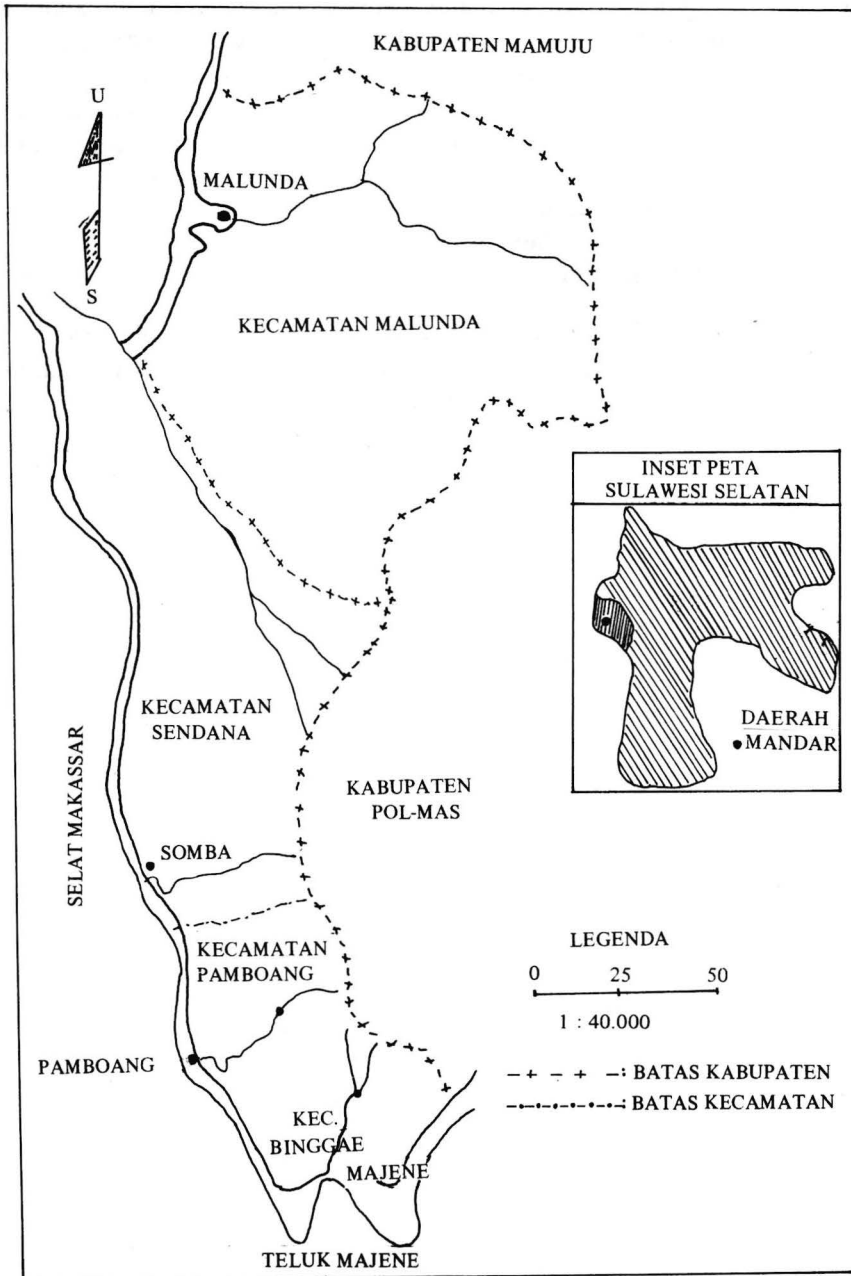 KABUPATEN MAMUJU
U
MALUNDA
S
KECAMATAN MALUNDA
INSET PETA
SULAWESI SELATAN
DAERAH
MANDAR
KECAMATAN
SENDANA
KABUPATEN
POL-MAS
SELAT MAKASSAR
SOMBA
KECAMATAN
PAMBOANG
LEGENDA
0 25 50
1 : 40.000
PAMBOANG
: BATAS KABUPATEN
: BATAS KECAMATAN
KEC.
BINGGAE
MAJENE
TELUK MAJENE